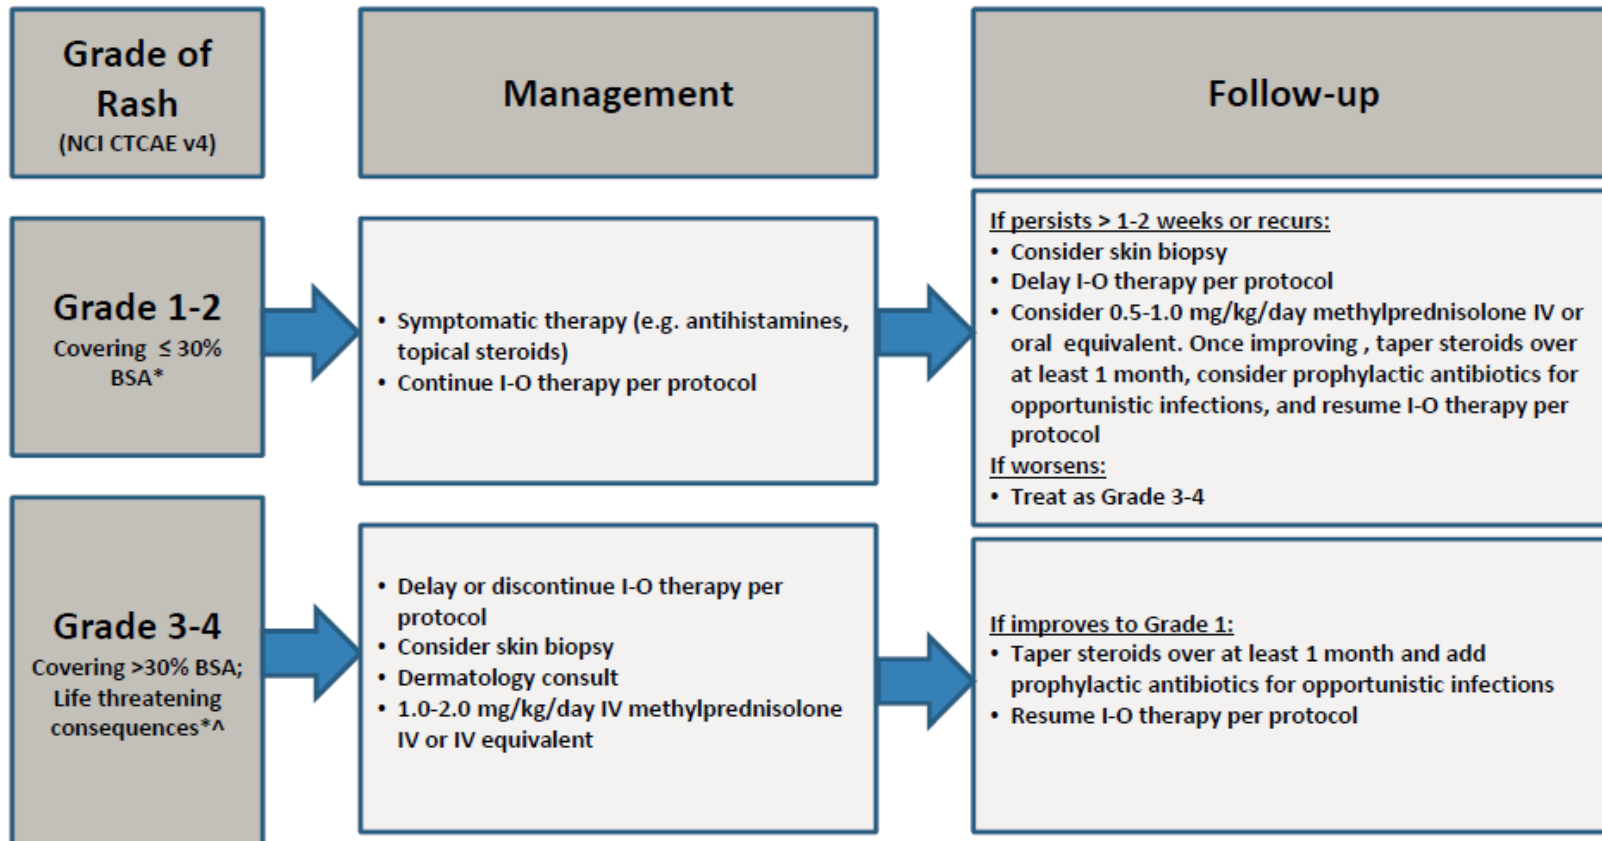 Grade of
Rash
(NCI CTCAE v4)
Management
Follow-up
Grade 1-2
Covering ≤ 30%
BSA*
• Symptomatic therapy (e.g. antihistamines,
topical steroids)
• Continue I-O therapy per protocol
If persists > 1-2 weeks or recurs:
• Consider skin biopsy
• Delay I-O therapy per protocol
• Consider 0.5-1.0 mg/kg/day methylprednisolone IV or
oral equivalent. Once improving , taper steroids over
at least 1 month, consider prophylactic antibiotics for
opportunistic infections, and resume I-O therapy per
protocol
If worsens:
• Treat as Grade 3-4
Grade 3-4
Covering >30% BSA;
Life threatening
consequences*^
• Delay or discontinue I-O therapy per
protocol
• Consider skin biopsy
• Dermatology consult
• 1.0-2.0 mg/kg/day IV methylprednisolone
IV or IV equivalent
If improves to Grade 1:
• Taper steroids over at least 1 month and add
prophylactic antibiotics for opportunistic infections
• Resume I-O therapy per protocol